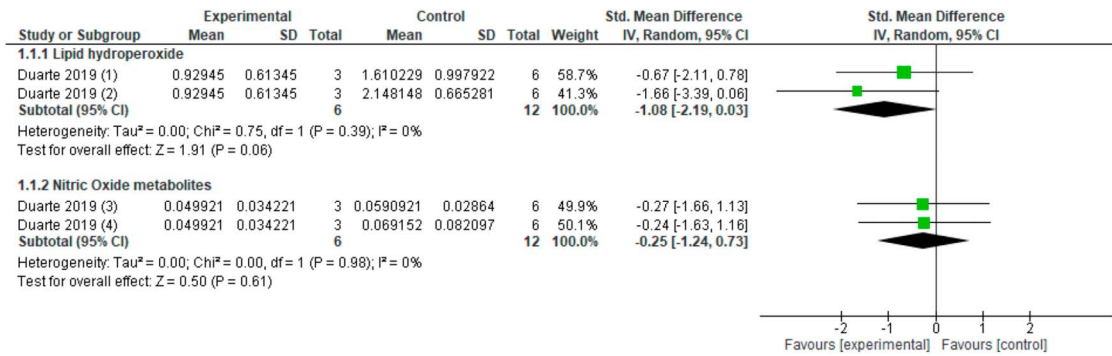 Experimental Control Std. Mean Difference Std. Mean Difference
Study or Subgroup Mean SD Total Mean SD Total Weight IV, Random, 95% CI IV, Random, 95% CI
1.1.1 Lipid hydroperoxide
Duarte 2019 (1) 0.92945 0.61345 3 1.610229 0.997922 6 58.7% -0.67 [-2.11, 0.78]
Duarte 2019 (2) 0.92945 0.61345 3 2.148148 0.665281 6 41.3% -1.66 [-3.39, 0.06]
Subtotal (95% CI) 6 12 100.0% -1.08 [-2.19, 0.03]
Heterogeneity: Tau² = 0.00; Chi² = 0.75, df = 1 (P = 0.39); I² = 0%
Test for overall effect: Z = 1.91 (P = 0.06)
1.1.2 Nitric Oxide metabolites
Duarte 2019 (3) 0.049921 0.034221 3 0.0590921 0.02864 6 49.9% -0.27 [-1.66, 1.13]
Duarte 2019 (4) 0.049921 0.034221 3 0.069152 0.082097 6 50.1% -0.24 [-1.63, 1.16]
Subtotal (95% CI) 6 12 100.0% -0.25 [-1.24, 0.73]
Heterogeneity: Tau² = 0.00; Chi² = 0.00, df = 1 (P = 0.98); I² = 0%
Test for overall effect: Z = 0.50 (P = 0.61)
-2 -1 0 1 2
Favours [experimental] Favours [control]